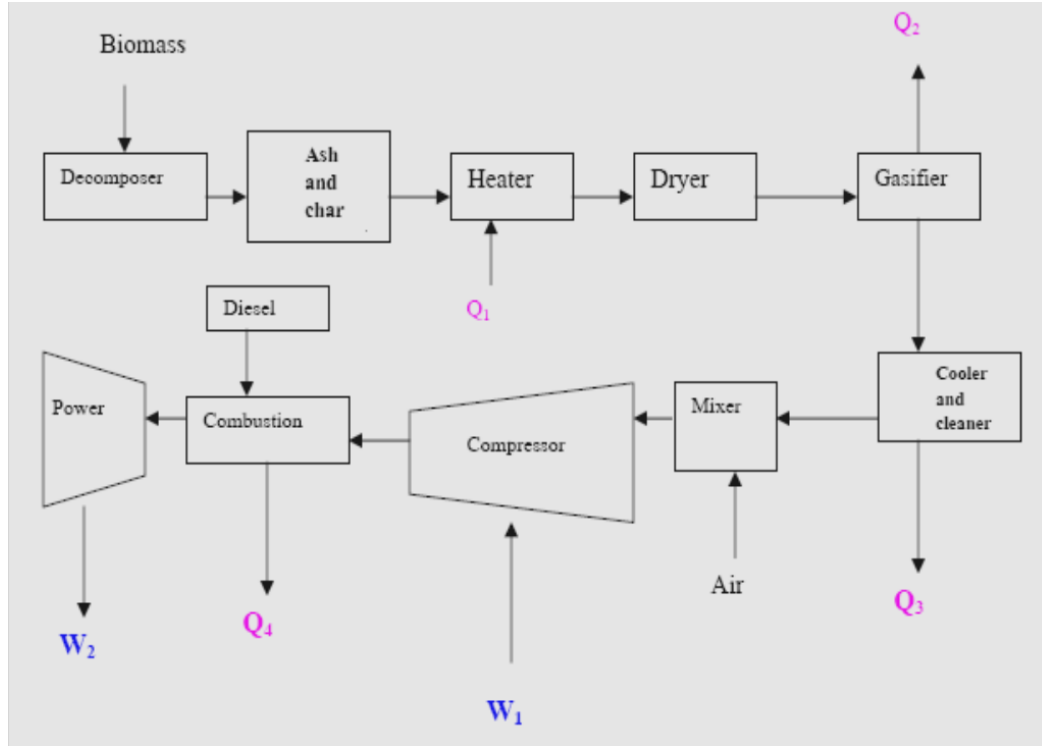 Q₂
Biomass
Decomposer
Ash
and
char
Heater
Dryer
Gasifier
Q₁
Diesel
Power
Combustion
Compressor
Mixer
Cooler
and
cleaner
Air
Q₃
Q₄
W₂
W₁